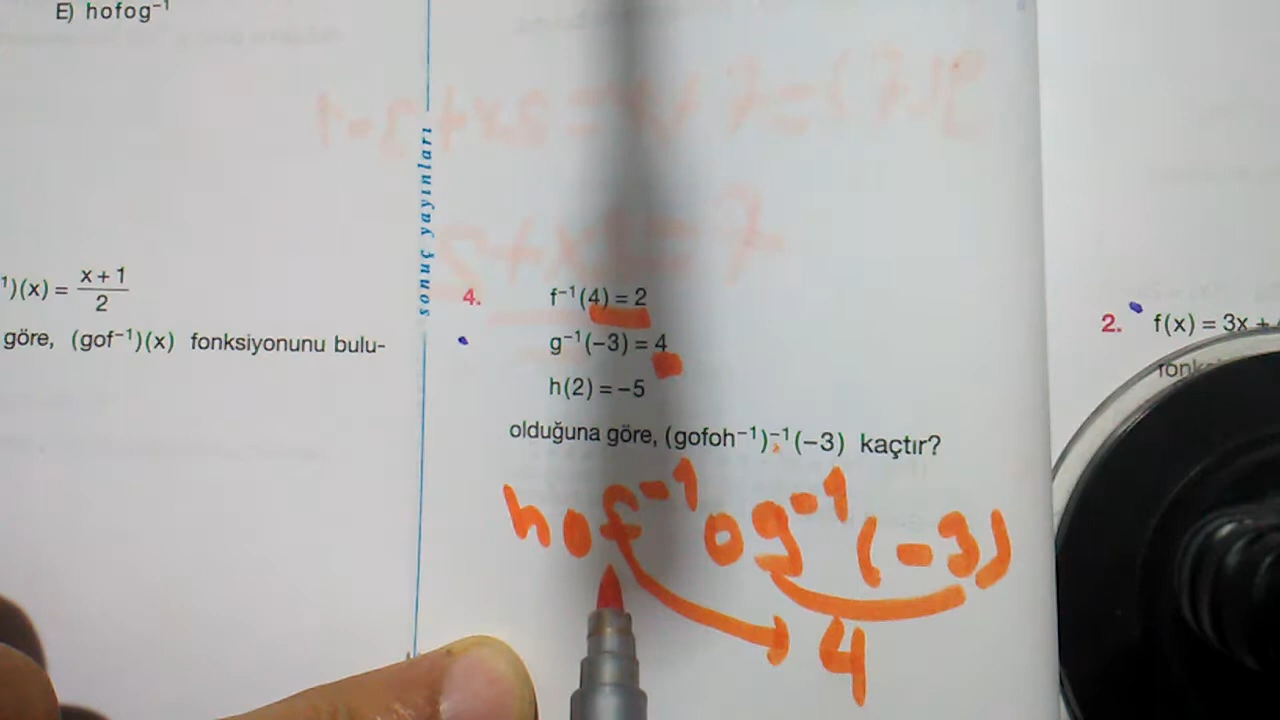 E) hofog⁻¹
sonuç yayınları
¹)(x) = x + 1
2
göre, (gof⁻¹)(x) fonksiyonunu bulu-
4. f⁻¹(4) = 2
g⁻¹(−3) = 4
h(2) = −5
olduğuna göre, (gofoh⁻¹)⁻¹(−3) kaçtır?
hof⁻¹og⁻¹(-3)
4
2. f(x) = 3x +